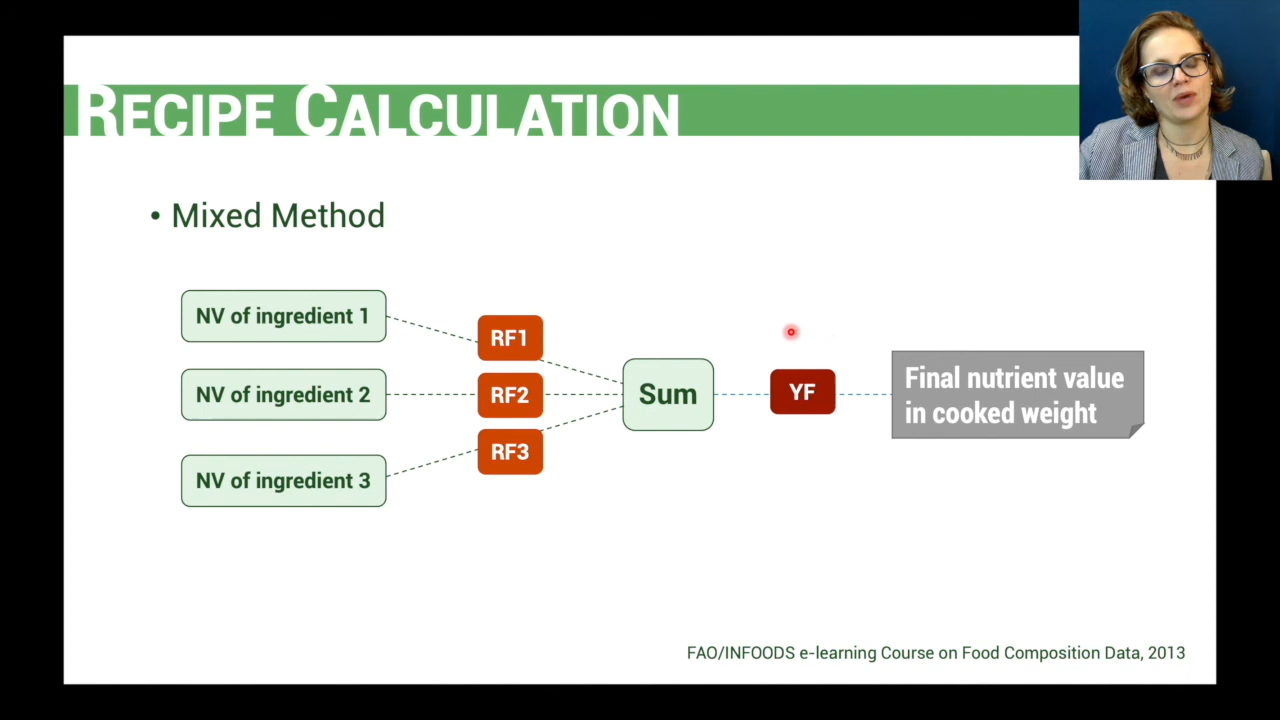 RECIPE CALCULATION
• Mixed Method
NV of ingredient 1
NV of ingredient 2
NV of ingredient 3
RF1
RF2
RF3
Sum
YF
Final nutrient value
in cooked weight
FAO/INFOODS e-learning Course on Food Composition Data, 2013